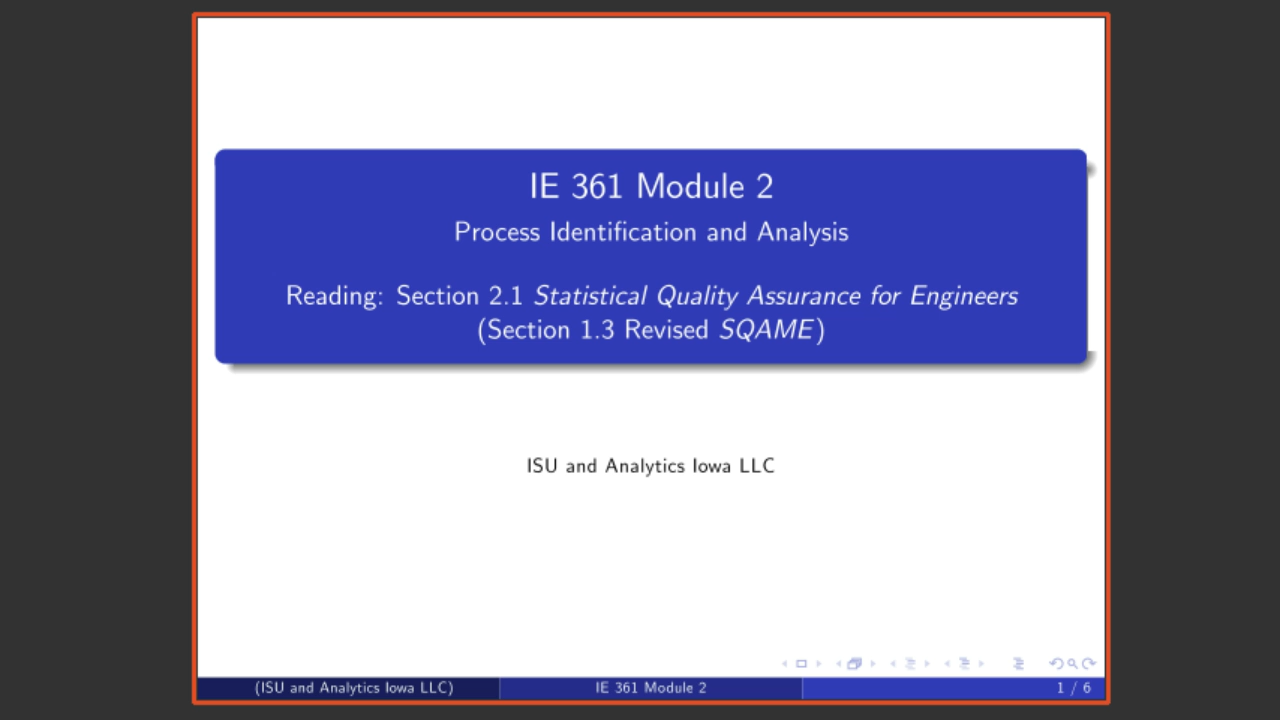 IE 361 Module 2
Process Identification and Analysis
Reading: Section 2.1 Statistical Quality Assurance for Engineers
(Section 1.3 Revised SQAME)
ISU and Analytics Iowa LLC
(ISU and Analytics Iowa LLC) IE 361 Module 2 1 / 6